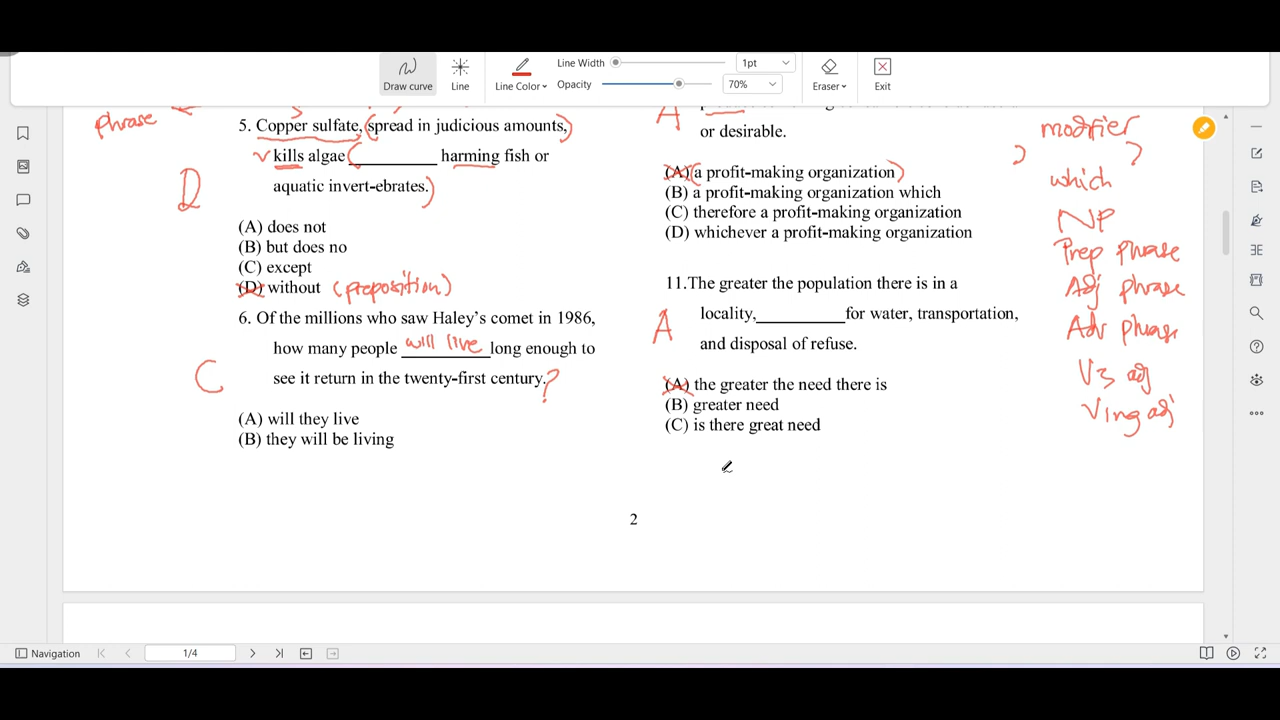 Draw curve
Line
Line Color
Line Width
1pt
Opacity
70%
Eraser
Exit
phrase
5. Copper sulfate, (spread in judicious amounts,)
kills algae (__________ harming fish or
aquatic invert-ebrates.)
D
(A) does not
(B) but does no
(C) except
(D) without (preposition)
6. Of the millions who saw Haley's comet in 1986,
how many people will live long enough to
see it return in the twenty-first century.?
C
(A) will they live
(B) they will be living
A
or desirable.
(A) (a profit-making organization)
(B) a profit-making organization which
(C) therefore a profit-making organization
(D) whichever a profit-making organization
11.The greater the population there is in a
locality,__________for water, transportation,
and disposal of refuse.
A
(A) the greater the need there is
(B) greater need
(C) is there great need
modifier
, ,
which
NP
Prep phrase
Adj phrase
Adv phrase
V3 adj
Ving adj
2
Navigation
1/4